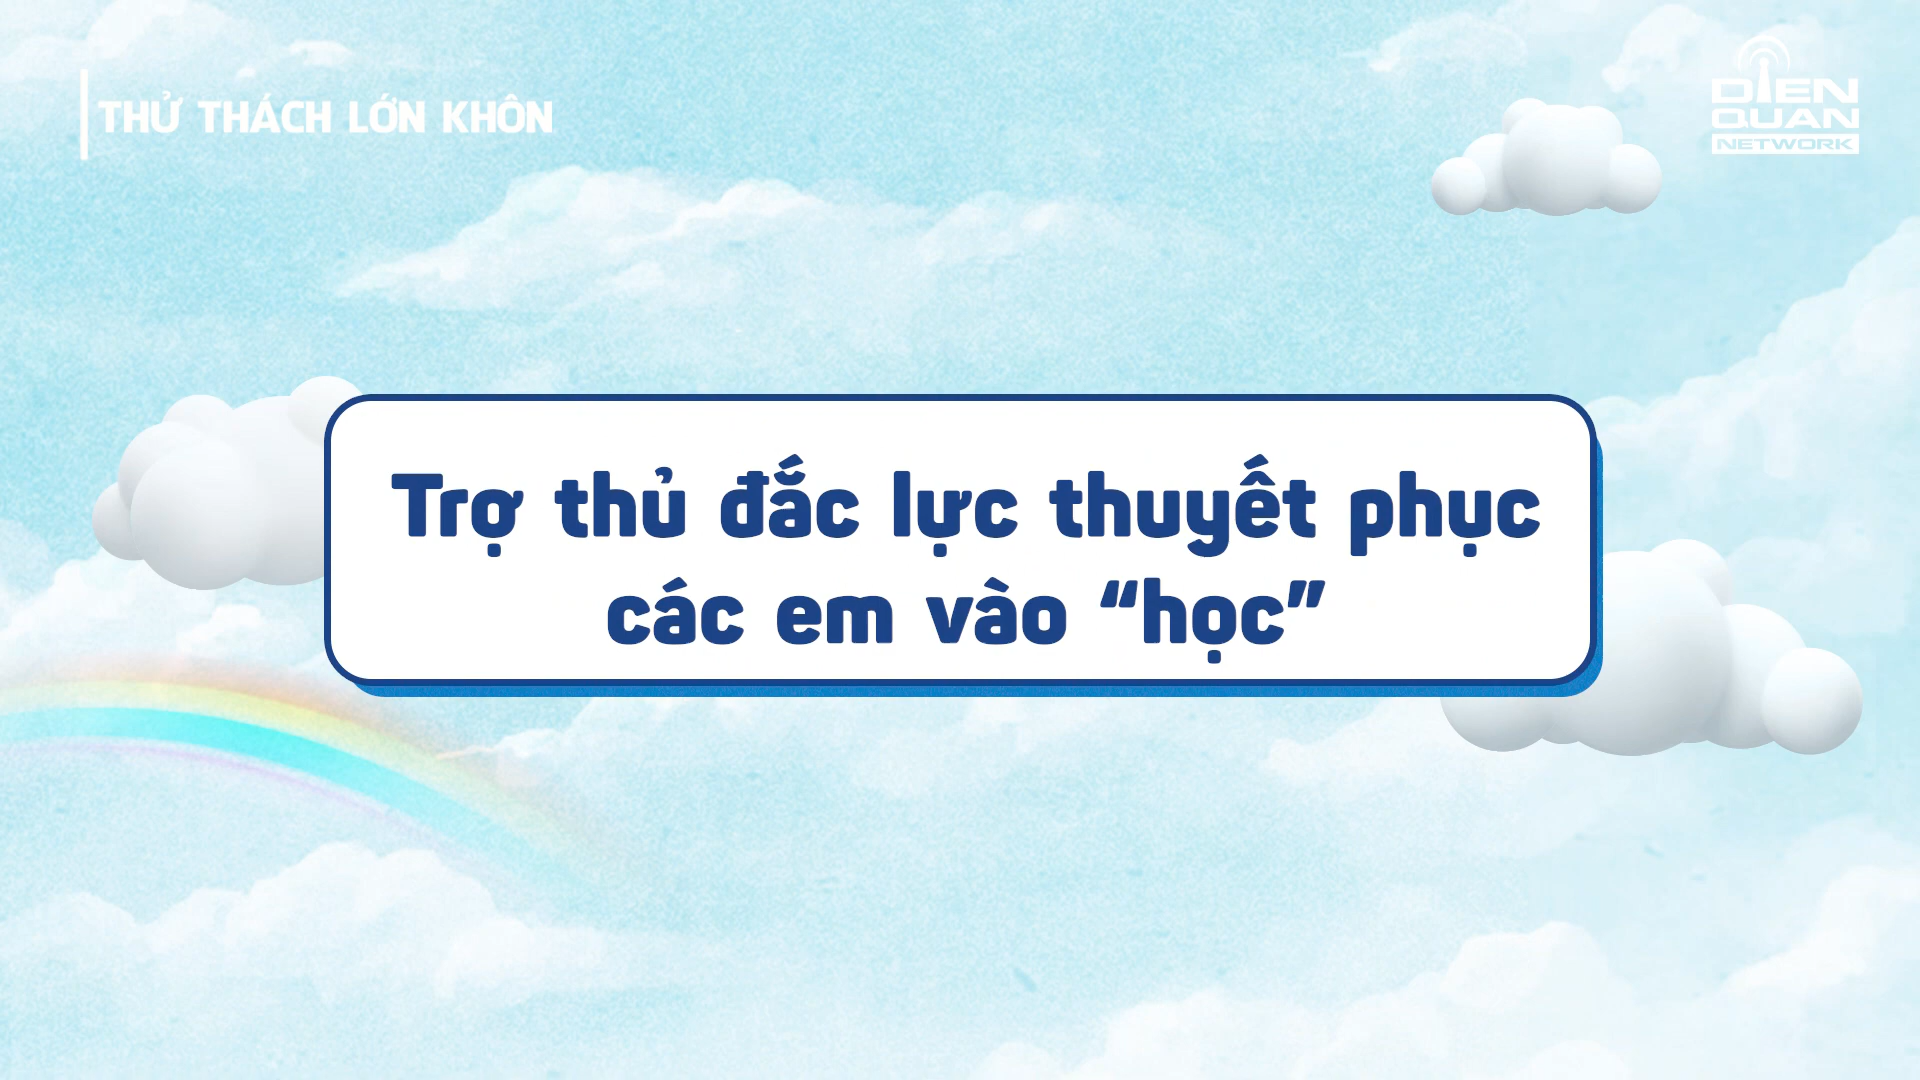 THỬ THÁCH LỚN KHÔN
DIEN
QUAN
NETWORK
Trợ thủ đắc lực thuyết phục
các em vào “học”